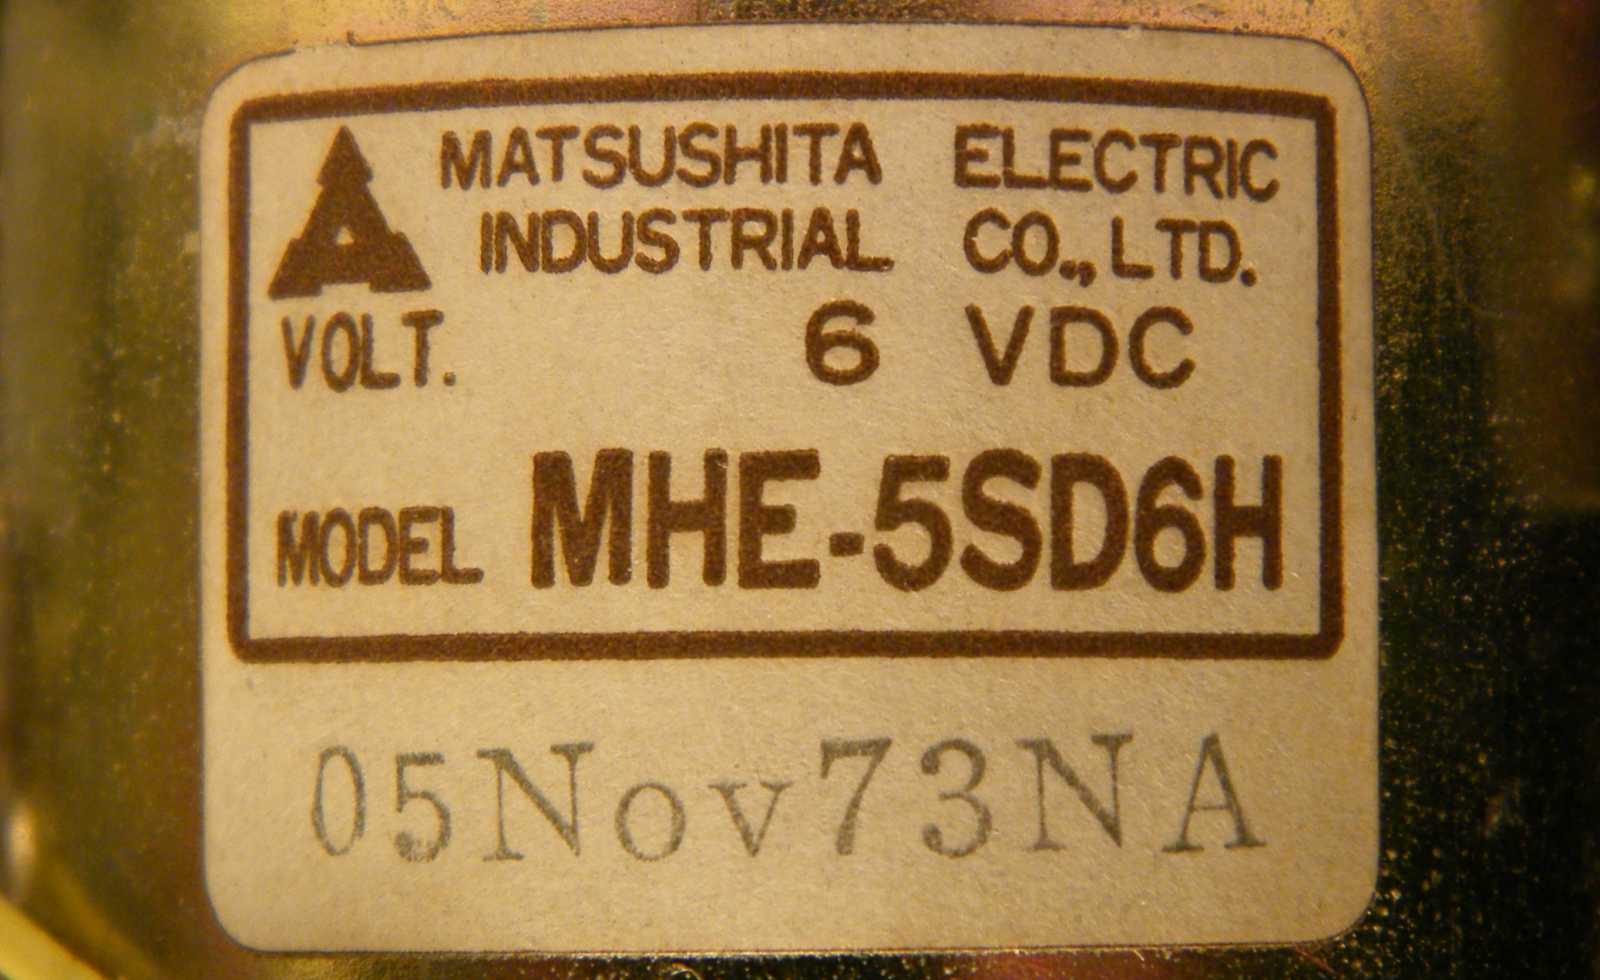 MATSUSHITA ELECTRIC
INDUSTRIAL CO., LTD.
VOLT. 6 VDC
MODEL MHE-5SD6H
05Nov73NA